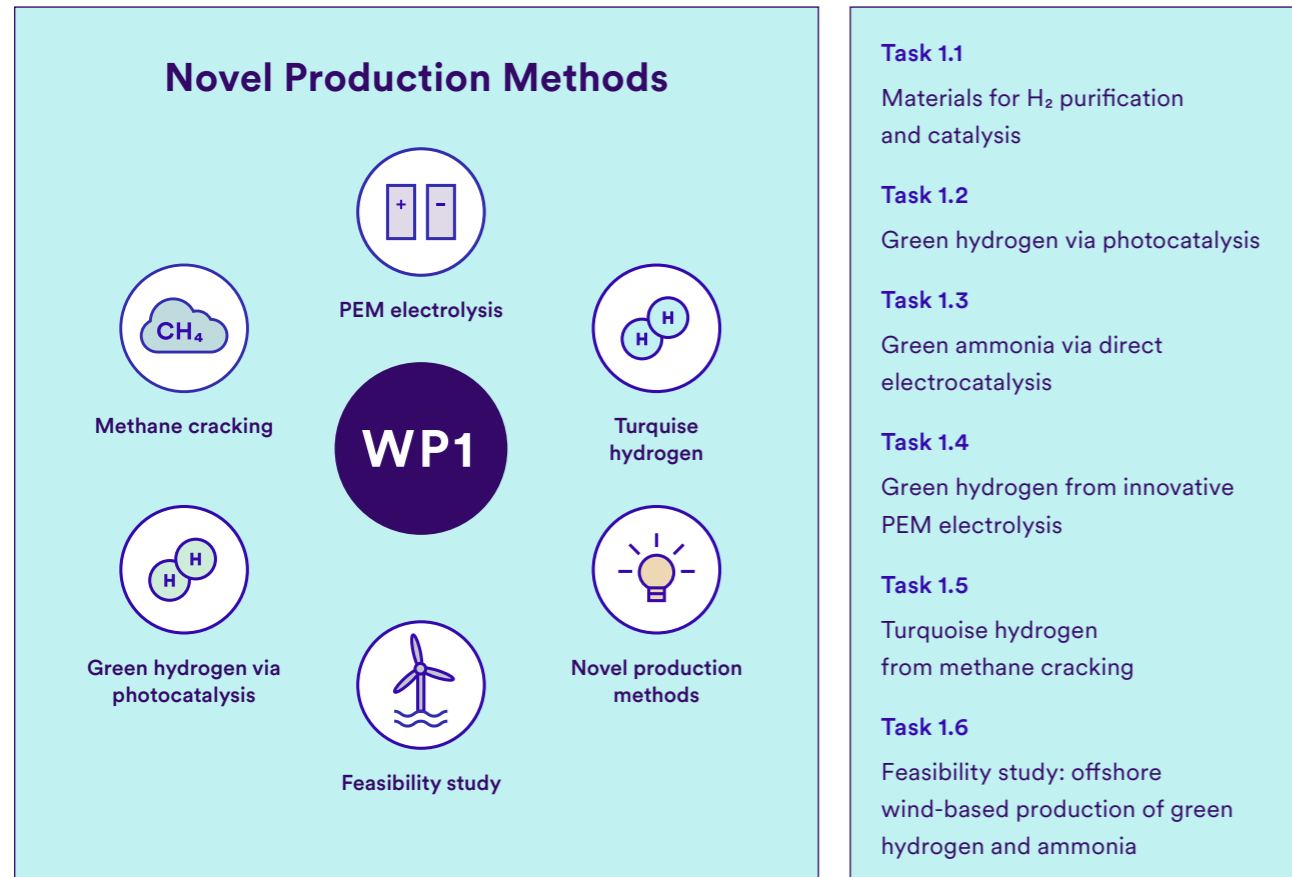 Novel Production Methods
+ −
PEM electrolysis
CH₄
Methane cracking
H H
Turquise
hydrogen
WP1
H H
Green hydrogen via
photocatalysis
Novel production
methods
Feasibility study
Task 1.1
Materials for H₂ purification
and catalysis
Task 1.2
Green hydrogen via photocatalysis
Task 1.3
Green ammonia via direct
electrocatalysis
Task 1.4
Green hydrogen from innovative
PEM electrolysis
Task 1.5
Turquoise hydrogen
from methane cracking
Task 1.6
Feasibility study: offshore
wind-based production of green
hydrogen and ammonia